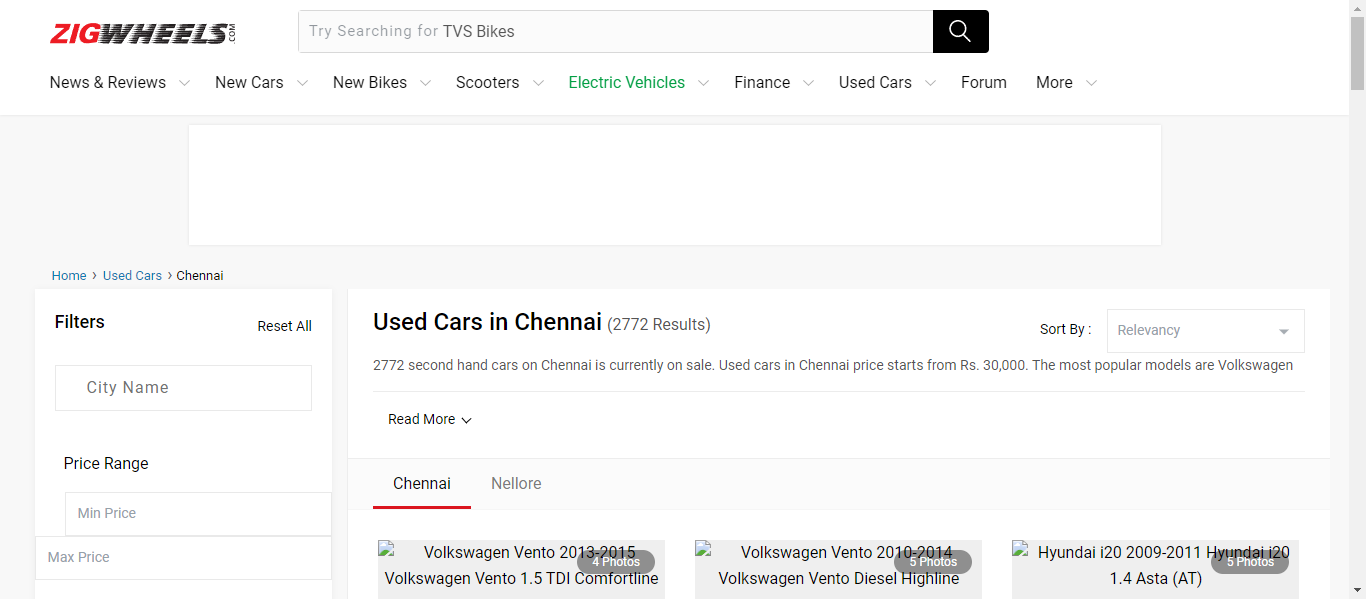 ZIGWHEELS.COM
Try Searching for TVS Bikes
News & Reviews New Cars New Bikes Scooters Electric Vehicles Finance Used Cars Forum More
Home › Used Cars › Chennai
Filters
Reset All
City Name
Price Range
Min Price
Max Price
Used Cars in Chennai (2772 Results)
Sort By : Relevancy
2772 second hand cars on Chennai is currently on sale. Used cars in Chennai price starts from Rs. 30,000. The most popular models are Volkswagen
Read More
Chennai Nellore
Volkswagen Vento 2013-2015
Volkswagen Vento 1.5 TDI Comfortline
4 Photos
Volkswagen Vento 2010-2014
Volkswagen Vento Diesel Highline
5 Photos
Hyundai i20 2009-2011 Hyundai i20
1.4 Asta (AT)
5 Photos